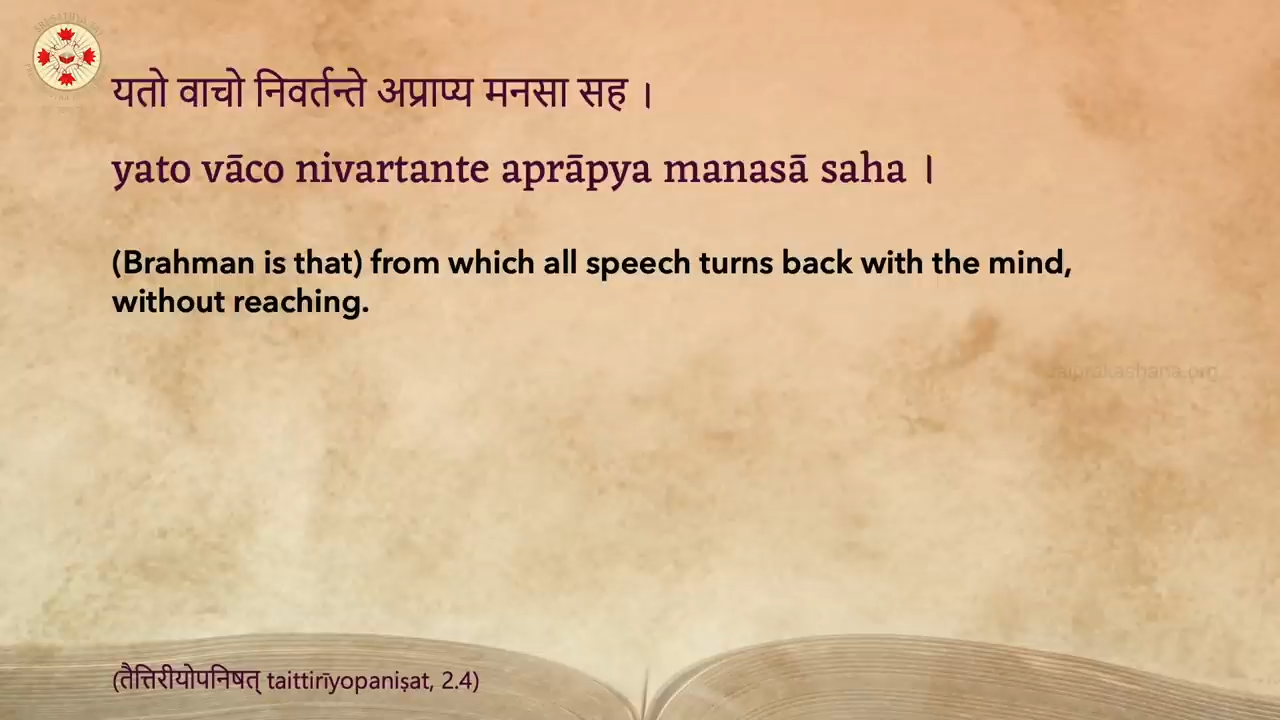 यतो वाचो निवर्तन्ते अप्राप्य मनसा सह ।
yato vāco nivartante aprāpya manasā saha ।
(Brahman is that) from which all speech turns back with the mind,
without reaching.
(तैत्तिरीयोपनिषत् taittirīyopaniṣat, 2.4)